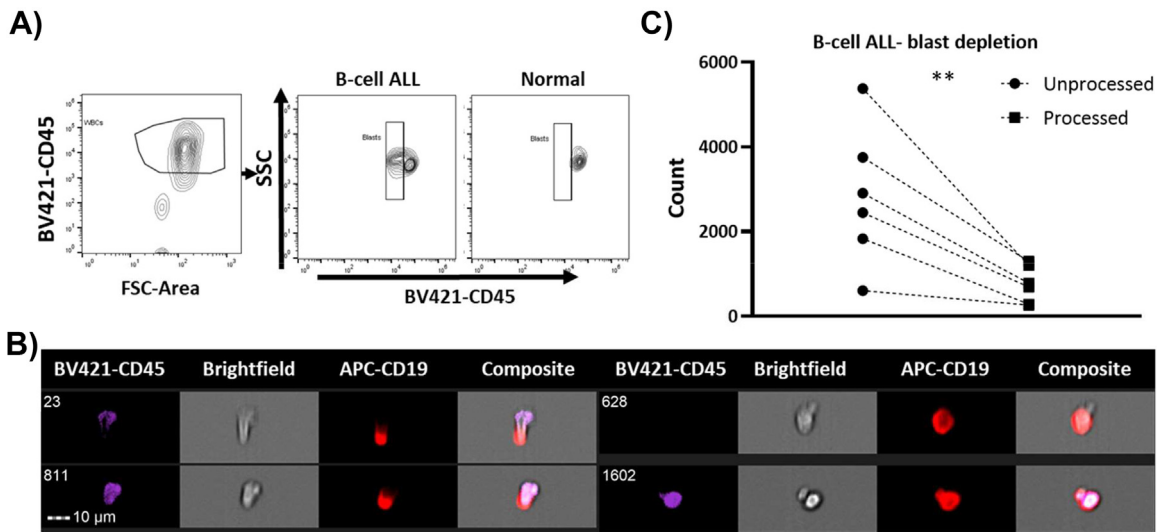 A)
C)
B-cell ALL- blast depletion
**
Unprocessed
Processed
6000
4000
2000
0
Count
B-cell ALL
Normal
BV421-CD45
WBCs
FSC-Area
SSC
Blasts
Blasts
BV421-CD45
B)
BV421-CD45 Brightfield APC-CD19 Composite BV421-CD45 Brightfield APC-CD19 Composite
23
628
811
1602
10 µm